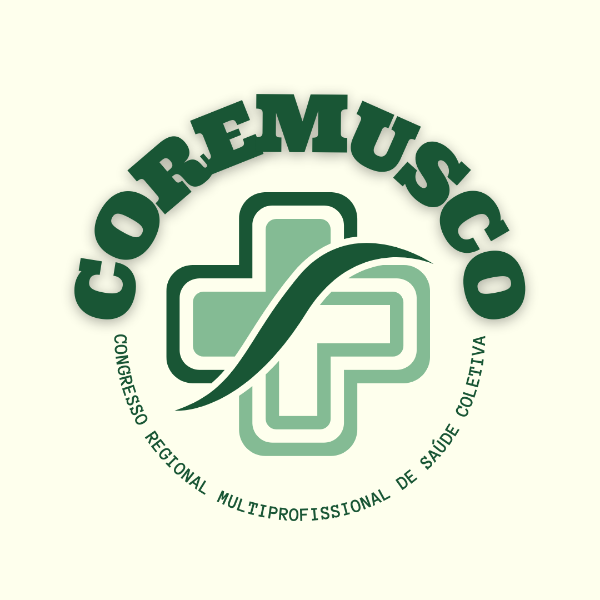 COREMUSCO
CONGRESSO REGIONAL MULTIPROFISSIONAL DE SAÚDE COLETIVA